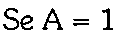 Se A = 1